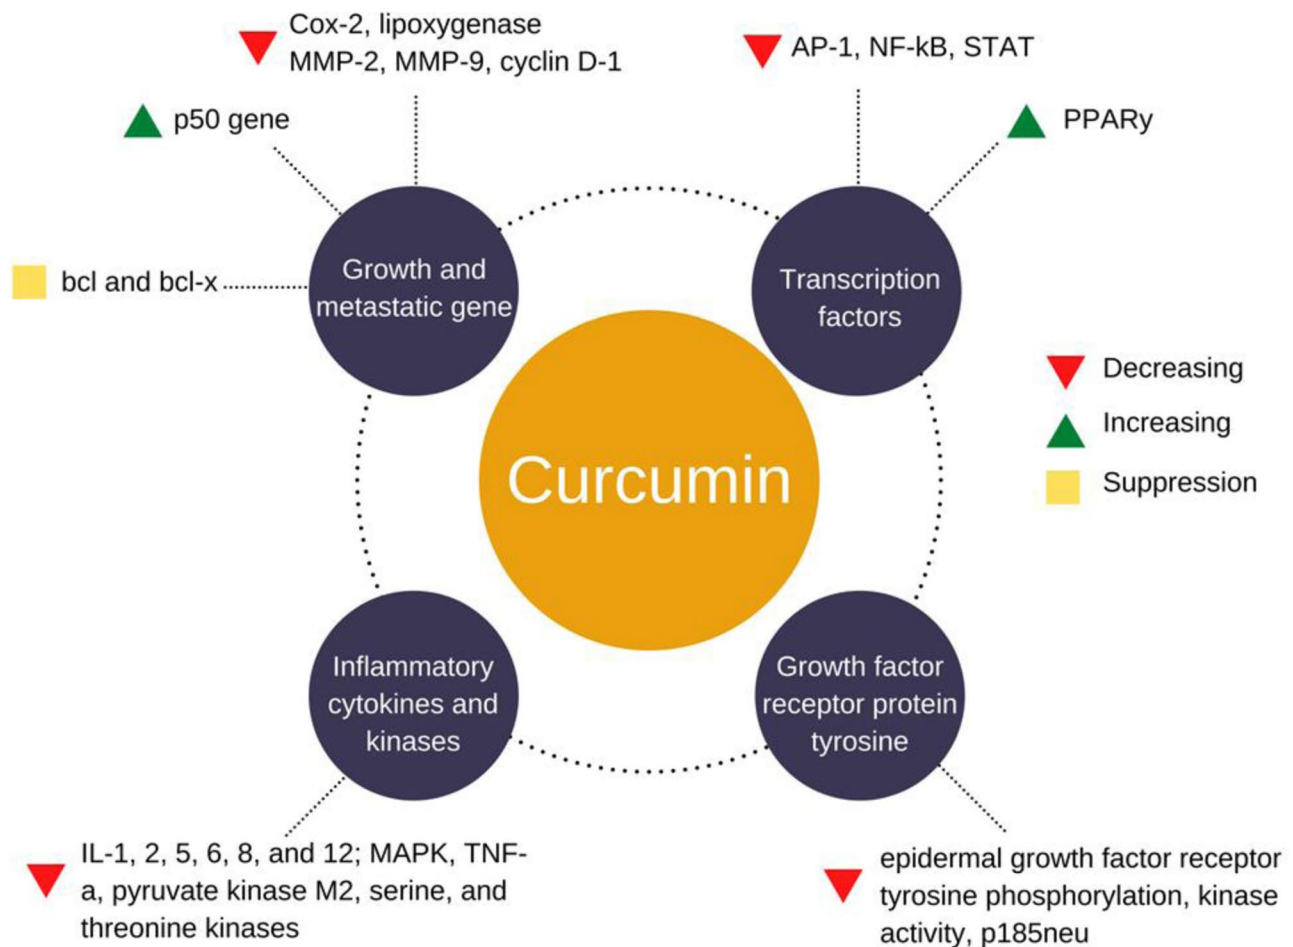 Cox-2, lipoxygenase
MMP-2, MMP-9, cyclin D-1
AP-1, NF-kB, STAT
p50 gene
PPARy
bcl and bcl-x
Growth and
metastatic gene
Transcription
factors
Decreasing
Increasing
Suppression
Curcumin
Inflammatory
cytokines and
kinases
Growth factor
receptor protein
tyrosine
IL-1, 2, 5, 6, 8, and 12; MAPK, TNF-
a, pyruvate kinase M2, serine, and
threonine kinases
epidermal growth factor receptor
tyrosine phosphorylation, kinase
activity, p185neu